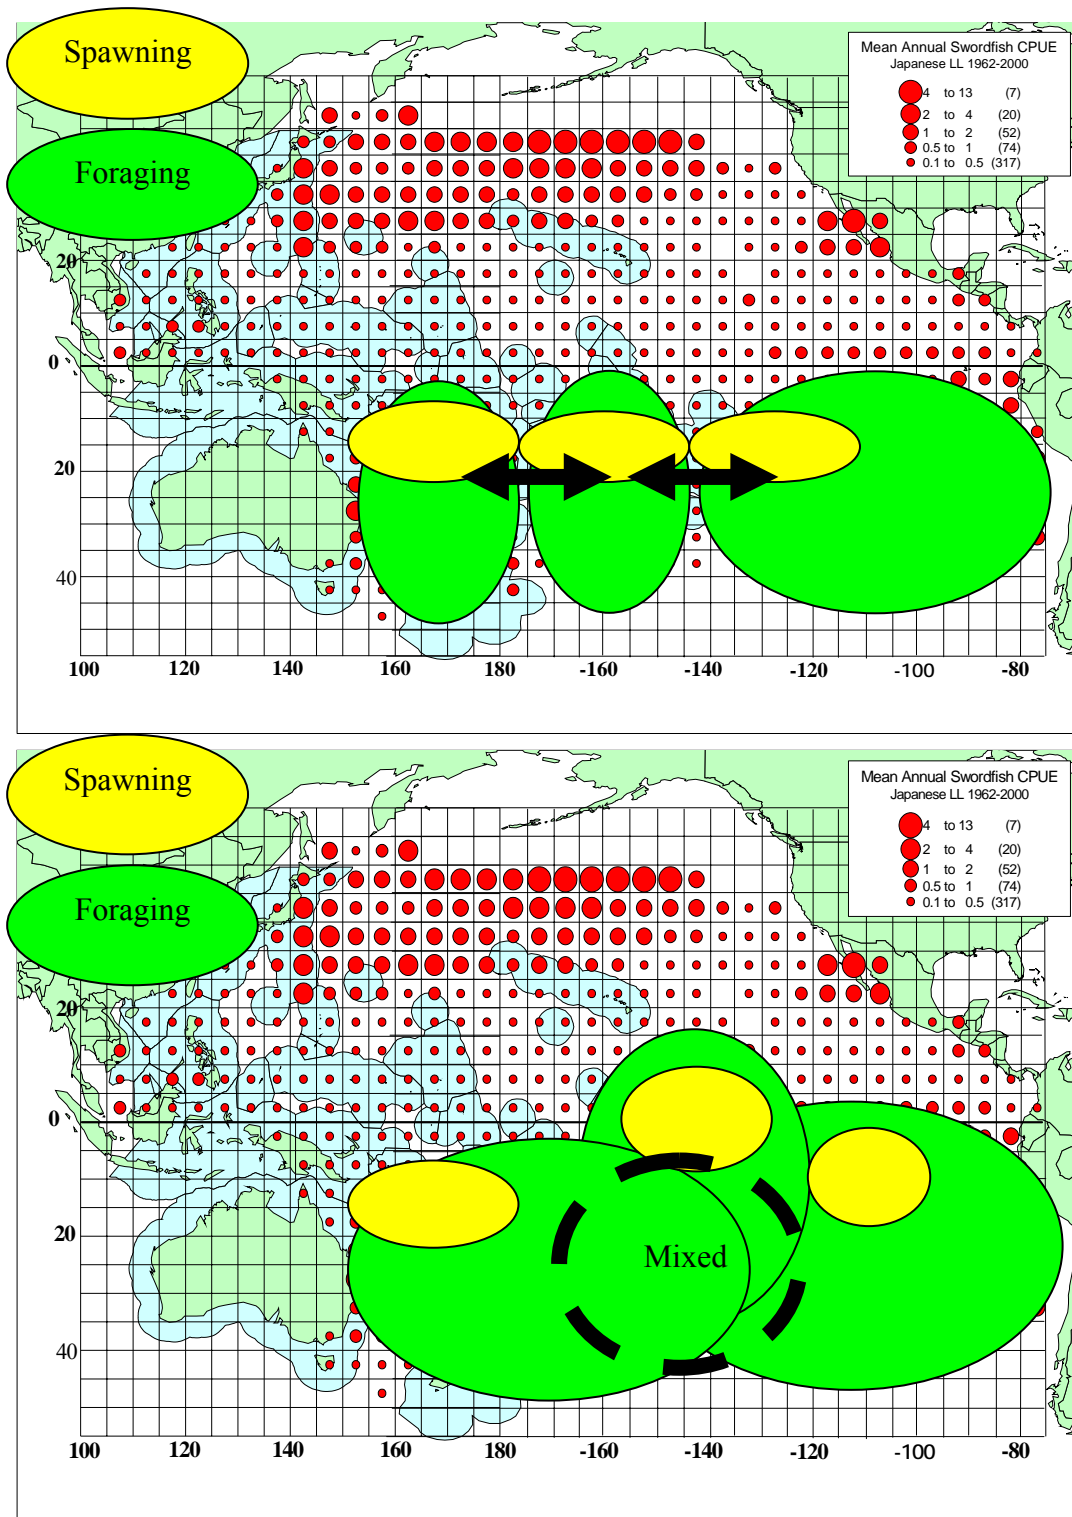 Spawning
Foraging
Mean Annual Swordfish CPUE
Japanese LL 1962-2000
4 to 13 (7)
2 to 4 (20)
1 to 2 (52)
0.5 to 1 (74)
0.1 to 0.5 (317)
20
0
20
40
100 120 140 160 180 -160 -140 -120 -100 -80
Spawning
Foraging
Mean Annual Swordfish CPUE
Japanese LL 1962-2000
4 to 13 (7)
2 to 4 (20)
1 to 2 (52)
0.5 to 1 (74)
0.1 to 0.5 (317)
20
0
20
Mixed
40
100 120 140 160 180 -160 -140 -120 -100 -80